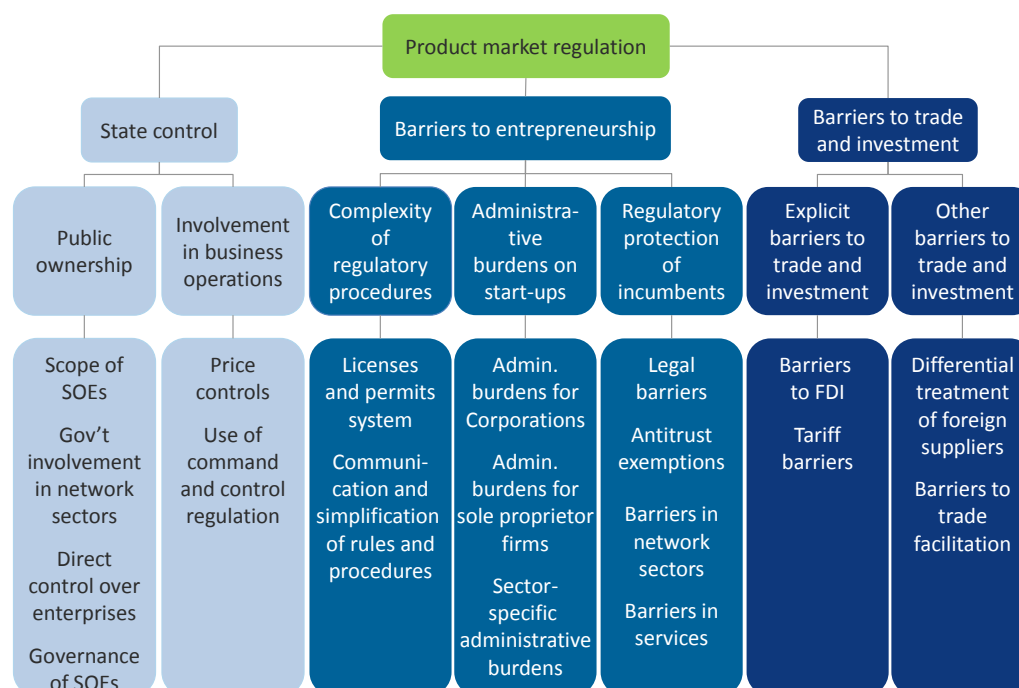 Product market regulation
State control
Barriers to entrepreneurship
Barriers to trade
and investment
Public
ownership
Involvement
in business
operations
Complexity
of
regulatory
procedures
Administra-
tive
burdens on
start-ups
Regulatory
protection
of
incumbents
Explicit
barriers to
trade and
investment
Other
barriers to
trade and
investment
Scope of
SOEs
Gov’t
involvement
in network
sectors
Direct
control over
enterprises
Governance
of SOEs
Price
controls
Use of
command
and control
regulation
Licenses
and permits
system
Communi-
cation and
simplification
of rules and
procedures
Admin.
burdens for
Corporations
Admin.
burdens for
sole proprietor
firms
Sector-
specific
administrative
burdens
Legal
barriers
Antitrust
exemptions
Barriers in
network
sectors
Barriers in
services
Barriers
to FDI
Tariff
barriers
Differential
treatment
of foreign
suppliers
Barriers to
trade
facilitation